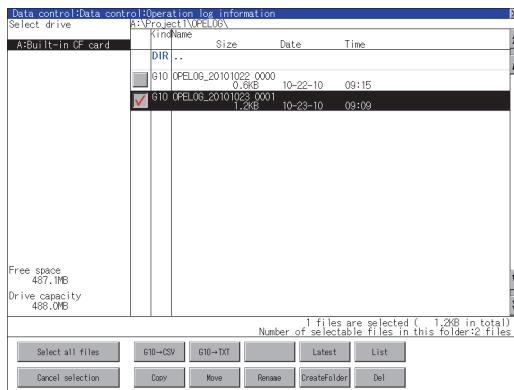 Data control:Data control:Operation log information
Select drive
A:\Project1\OPELOG\
A:Built-in CF card
Kind Name
Size Date Time
DIR ..
G10 OPELOG_20101022_0000
0.6KB 10-22-10 09:15
G10 OPELOG_20101023_0001
1.2KB 10-23-10 09:09
Free space
487.1MB
Drive capacity
488.0MB
1 files are selected ( 1.2KB in total)
Number of selectable files in this folder:2 files
Select all files G10→CSV G10→TXT Latest List
Cancel selection Copy Move Rename CreateFolder Del